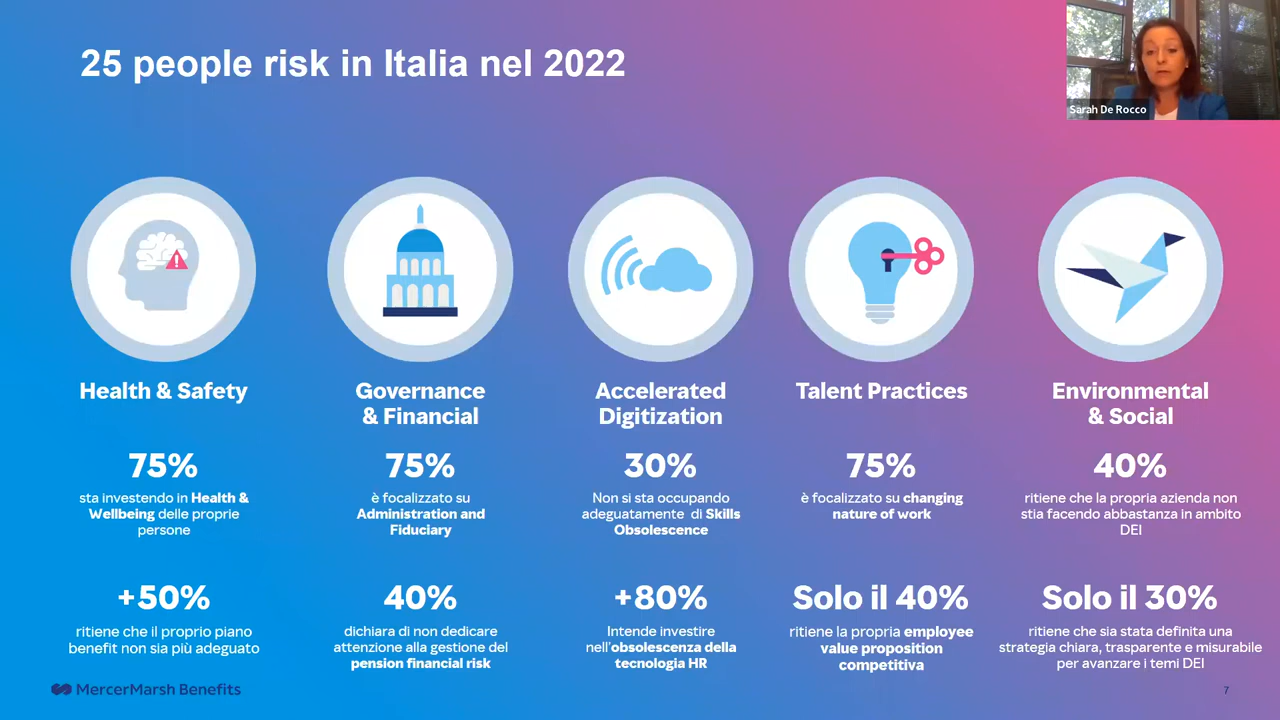 25 people risk in Italia nel 2022
Sarah De Rocco
Health & Safety
75%
sta investendo in Health &
Wellbeing delle proprie
persone
+50%
ritiene che il proprio piano
benefit non sia più adeguato
Governance
& Financial
75%
è focalizzato su
Administration and
Fiduciary
40%
dichiara di non dedicare
attenzione alla gestione del
pension financial risk
Accelerated
Digitization
30%
Non si sta occupando
adeguatamente di Skills
Obsolescence
+80%
Intende investire
nell'obsolescenza della
tecnologia HR
Talent Practices
75%
è focalizzato su changing
nature of work
Solo il 40%
ritiene la propria employee
value proposition
competitiva
Environmental
& Social
40%
ritiene che la propria azienda non
stia facendo abbastanza in ambito
DEI
Solo il 30%
ritiene che sia stata definita una
strategia chiara, trasparente e misurabile
per avanzare i temi DEI
MercerMarsh Benefits
7